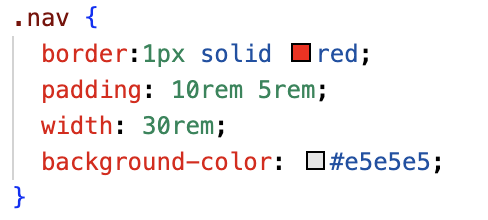 .nav {
border:1px solid red;
padding: 10rem 5rem;
width: 30rem;
background-color: #e5e5e5;
}